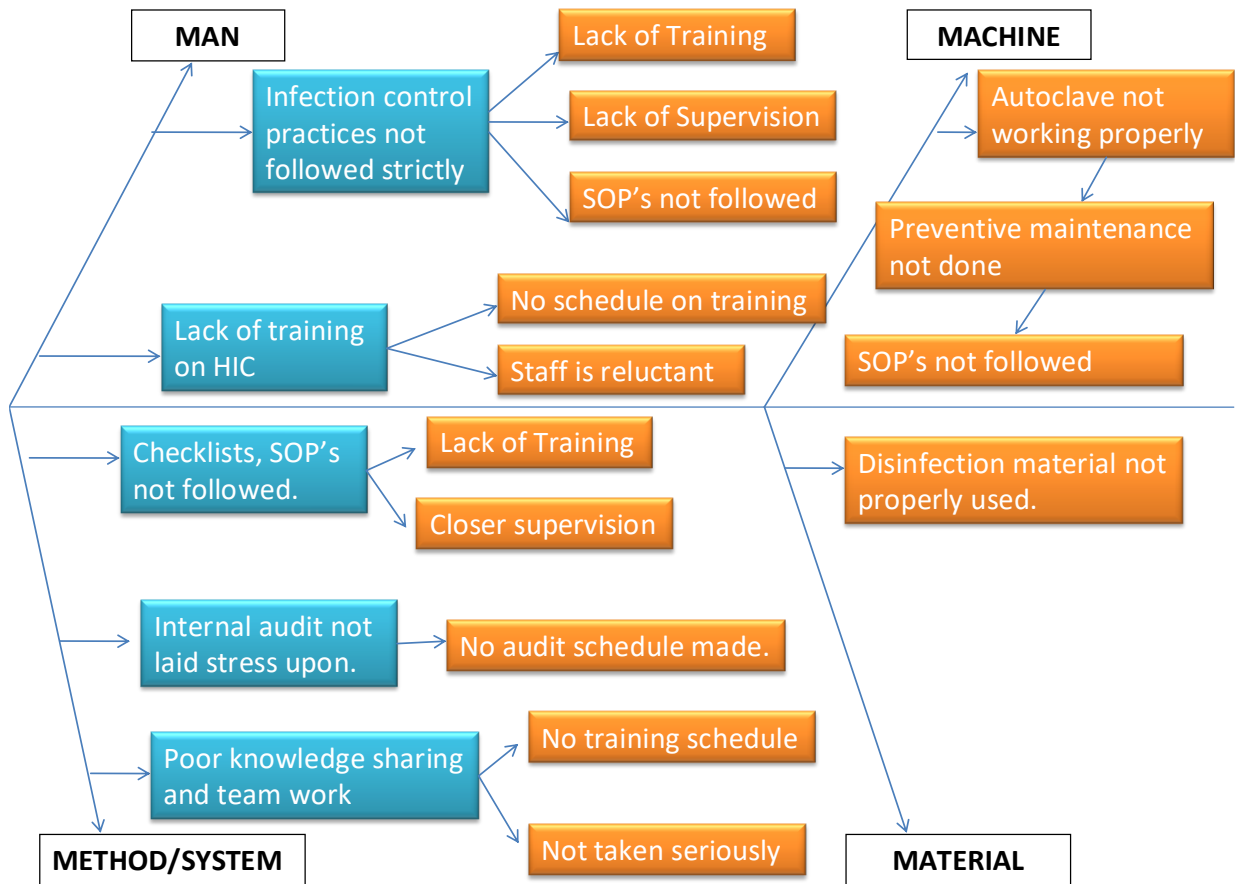 MAN
Infection control
practices not
followed strictly
Lack of Training
Lack of Supervision
SOP’s not followed
Lack of training
on HIC
No schedule on training
Staff is reluctant
MACHINE
Autoclave not
working properly
Preventive maintenance
not done
SOP’s not followed
Checklists, SOP’s
not followed.
Lack of Training
Closer supervision
Internal audit not
laid stress upon.
No audit schedule made.
Poor knowledge sharing
and team work
No training schedule
Not taken seriously
METHOD/SYSTEM
Disinfection material not
properly used.
MATERIAL